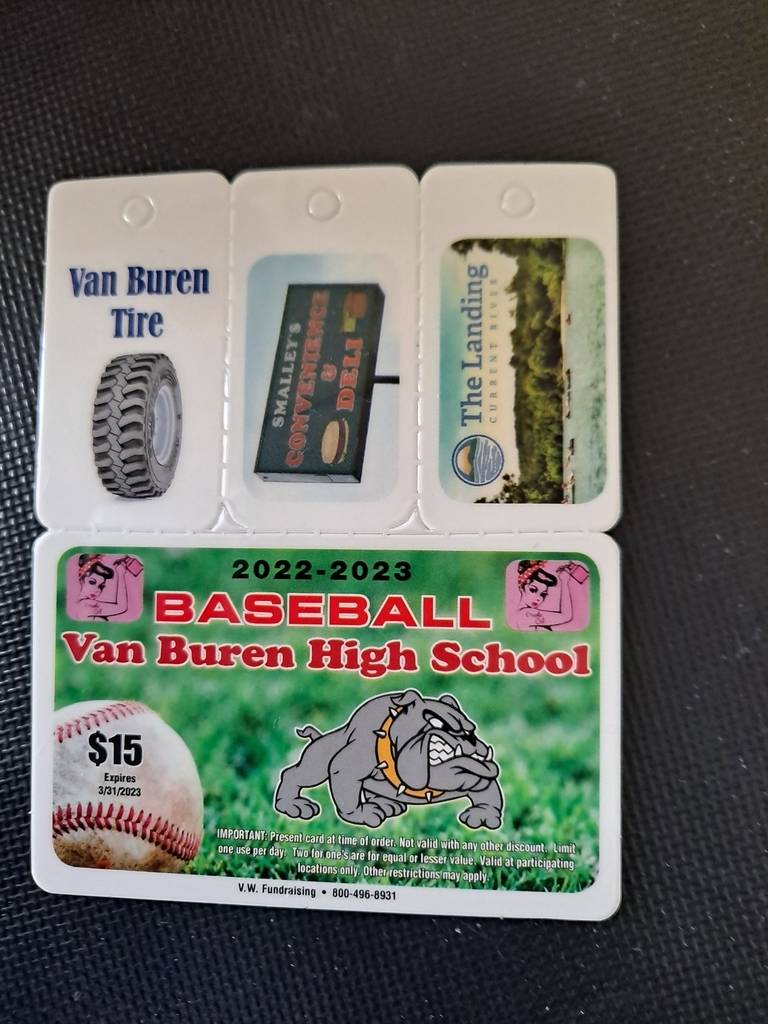 Van Buren
Tire
SMALLEY'S
CONVENIENCE
&
DELI
The Landing
CURRENT RIVER
2022-2023
BASEBALL
Van Buren High School
$15
Expires
3/31/2023
IMPORTANT: Present card at time of order. Not valid with any other discount. Limit
one use per day. Two for one's are for equal or lesser value. Valid at participating
locations only. Other restrictions may apply.
V.W. Fundraising • 800-496-8931